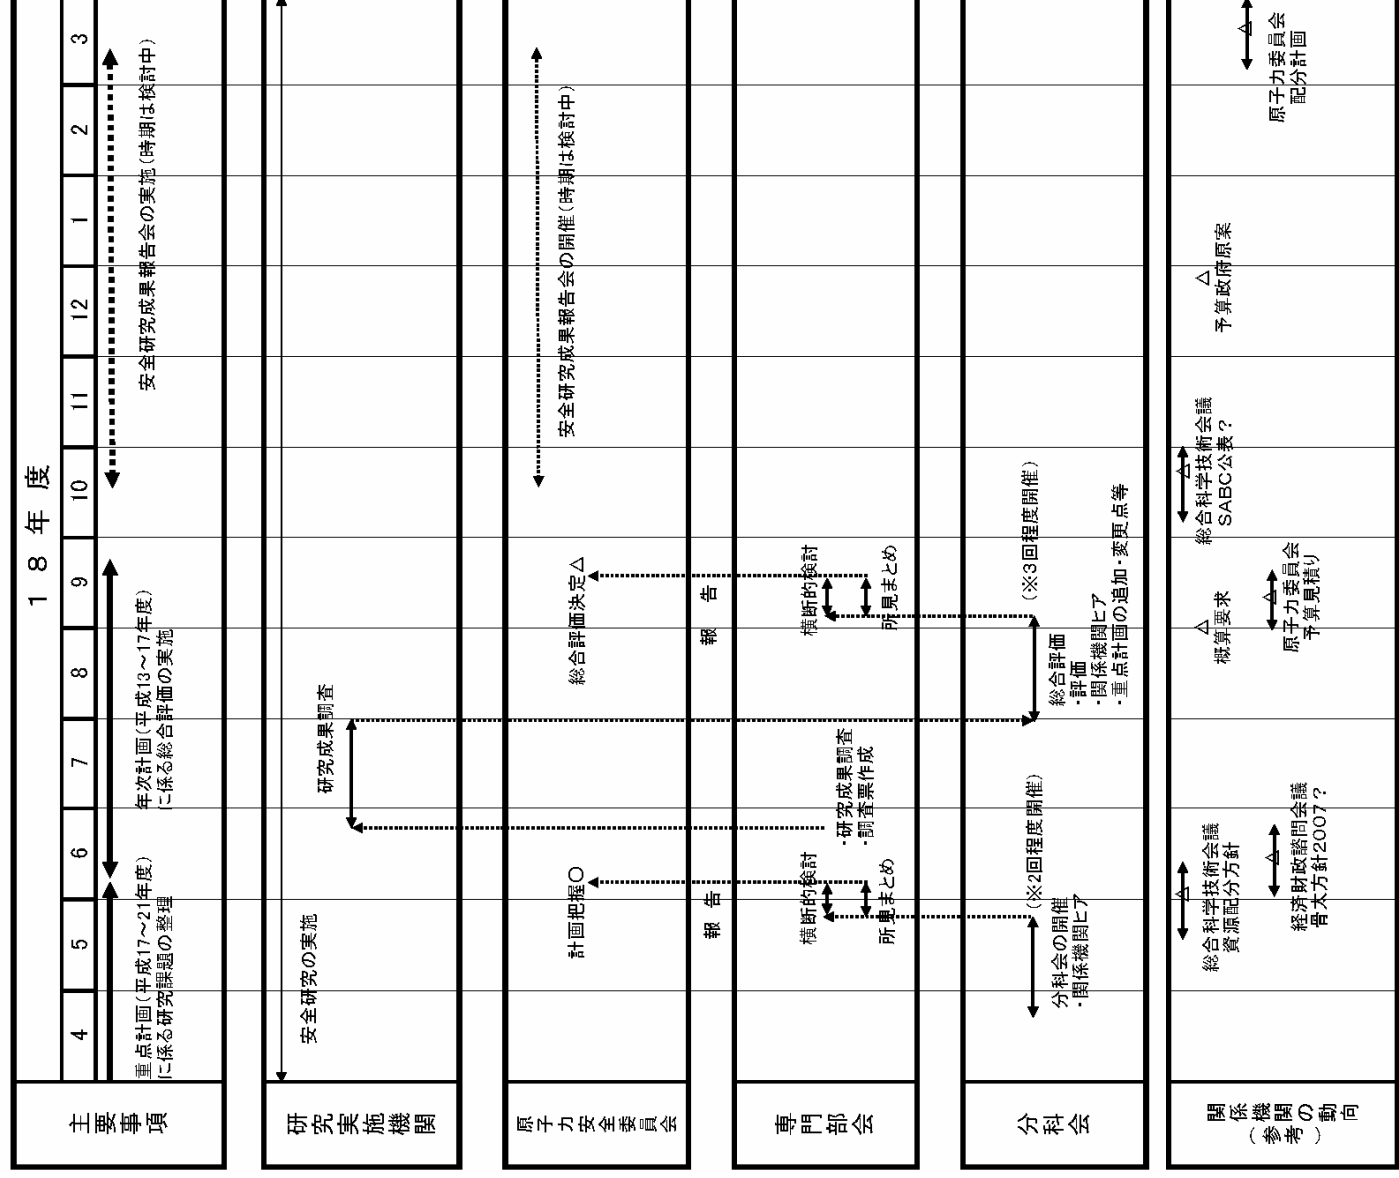 18年度
4 5 6 7 8 9 10 11 12 1 2 3
主要事項
重点計画(平成17～21年度)
に係る研究課題の整理
年次計画(平成13～17年度)
に係る総合評価の実施
安全研究成果報告会の実施(時期は検討中)
研究実施機関
安全研究の実施
研究成果調査
原子力安全委員会
計画把握○
総合評価決定△
安全研究成果報告会の開催(時期は検討中)
報告
報告
専門部会
横断的検討
所見まとめ
・研究成果調査
・調査票作成
横断的検討
所見まとめ
分科会
(※2回程度開催)
分科会の開催
・関係機関ヒア
(※3回程度開催)
総合評価
・評価
・関係機関ヒア
・重点計画の追加・変更点等
関係機関の動向
(参考)
△
総合科学技術会議
資源配分方針
△
経済財政諮問会議
骨太方針2007?
△
概算要求
△
原子力委員会
予算見積り
△
総合科学技術会議
SABC公表?
△
予算政府原案
△
原子力委員会
配分計画